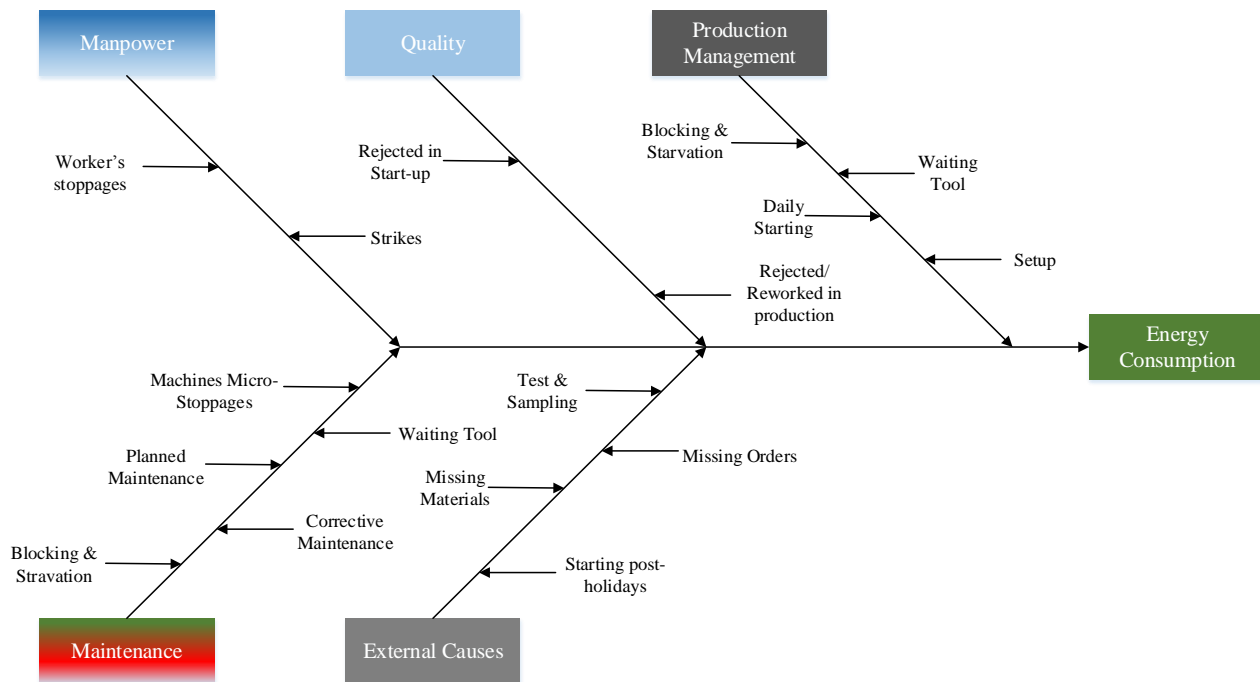 Manpower
Quality
Production
Management
Blocking &
Starvation
Worker's
stoppages
Rejected in
Start-up
Waiting
Tool
Daily
Starting
Strikes
Setup
Rejected/
Reworked in
production
Energy
Consumption
Machines Micro-
Stoppages
Test &
Sampling
Waiting Tool
Missing Orders
Planned
Maintenance
Missing
Materials
Corrective
Maintenance
Blocking &
Stravation
Starting post-
holidays
Maintenance
External Causes